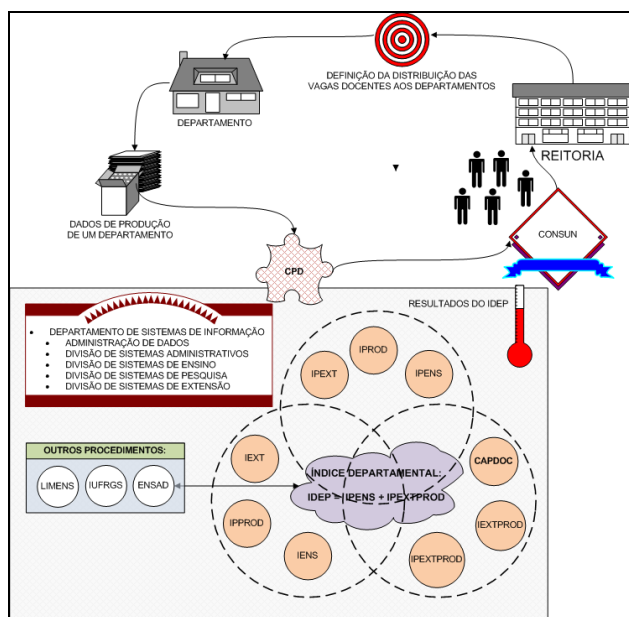 DEFINIÇÃO DA DISTRIBUIÇÃO DAS
VAGAS DOCENTES AOS DEPARTAMENTOS
DEPARTAMENTO
REITORIA
DADOS DE PRODUÇÃO
DE UM DEPARTAMENTO
CONSUN
CPD
RESULTADOS DO IDEP
DEPARTAMENTO DE SISTEMAS DE INFORMAÇÃO
ADMINISTRAÇÃO DE DADOS
DIVISÃO DE SISTEMAS ADMINISTRATIVOS
DIVISÃO DE SISTEMAS DE ENSINO
DIVISÃO DE SISTEMAS DE PESQUISA
DIVISÃO DE SISTEMAS DE EXTENSÃO
IPROD
IPEXT
IPENS
OUTROS PROCEDIMENTOS:
LIMENS
IUFRGS
ENSAD
IEXT
ÍNDICE DEPARTAMENTAL:
IDEP = IPENS + IPEXTPROD
CAPDOC
IPPROD
IEXTPROD
IENS
IPEXTPROD